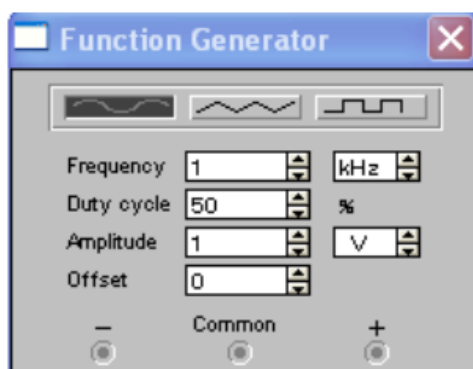 Function Generator
Frequency 1 kHz
Duty cycle 50 %
Amplitude 1 V
Offset 0
− Common +